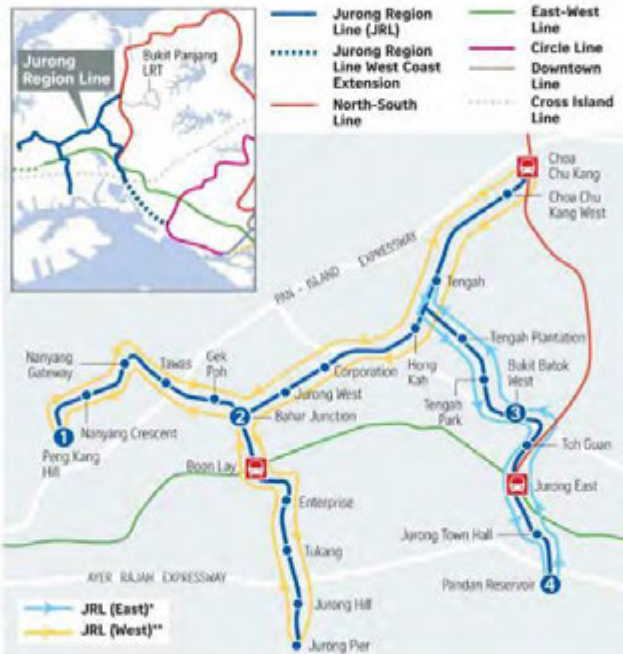 Jurong Region
Line (JRL)
Jurong Region
Line West Coast
Extension
North-South
Line
East-West
Line
Circle Line
Downtown
Line
Cross Island
Line
Bukit Panjang
LRT
Jurong
Region Line
Choa
Chu Kang
Choa Chu
Kang West
PAN-ISLAND EXPRESSWAY
Tengah
Nanyang
Gateway
Tawas
Gek
Poh
Corporation
Hong
Kah
Tengah Plantation
Bukit Batok
West
Jurong West
2
Bahar Junction
Tengah
Park
3
1
Nanyang Crescent
Peng Kang
Hill
Toh Guan
Boon Lay
Jurong East
Enterprise
Jurong Town Hall
Tukang
AYER RAJAH EXPRESSWAY
Pandan Reservoir
4
JRL (East)*
JRL (West)**
Jurong Hill
Jurong Pier